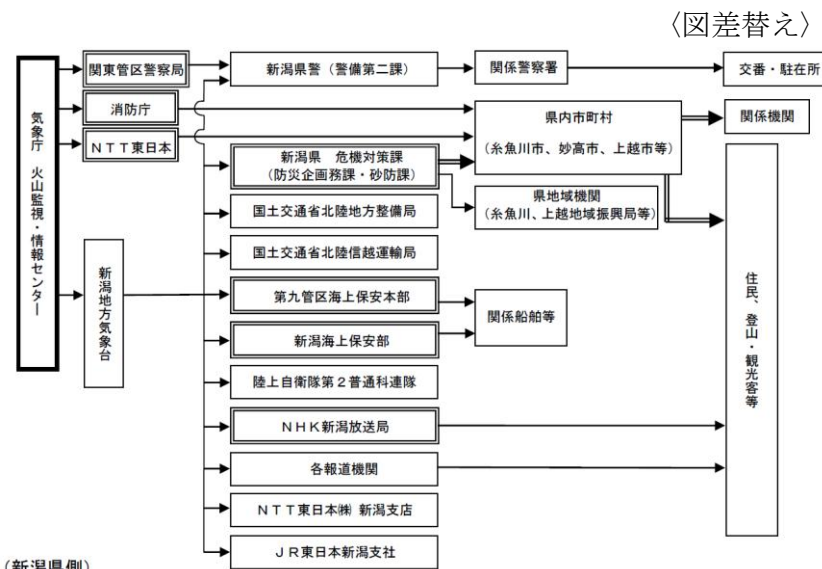 〈図差替え〉
気象庁　火山監視・情報センター
関東管区警察局
消防庁
ＮＴＴ東日本
新潟地方気象台
新潟県警（警備第二課）
新潟県　危機対策課
（防災企画務課・砂防課）
国土交通省北陸地方整備局
国土交通省北陸信越運輸局
第九管区海上保安本部
新潟海上保安部
陸上自衛隊第２普通科連隊
ＮＨＫ新潟放送局
各報道機関
ＮＴＴ東日本㈱ 新潟支店
ＪＲ東日本新潟支社
関係警察署
県内市町村
（糸魚川市、妙高市、上越市等）
県地域機関
（糸魚川、上越地域振興局等）
関係船舶等
交番・駐在所
関係機関
住民、登山・観光客等
（新潟県側）